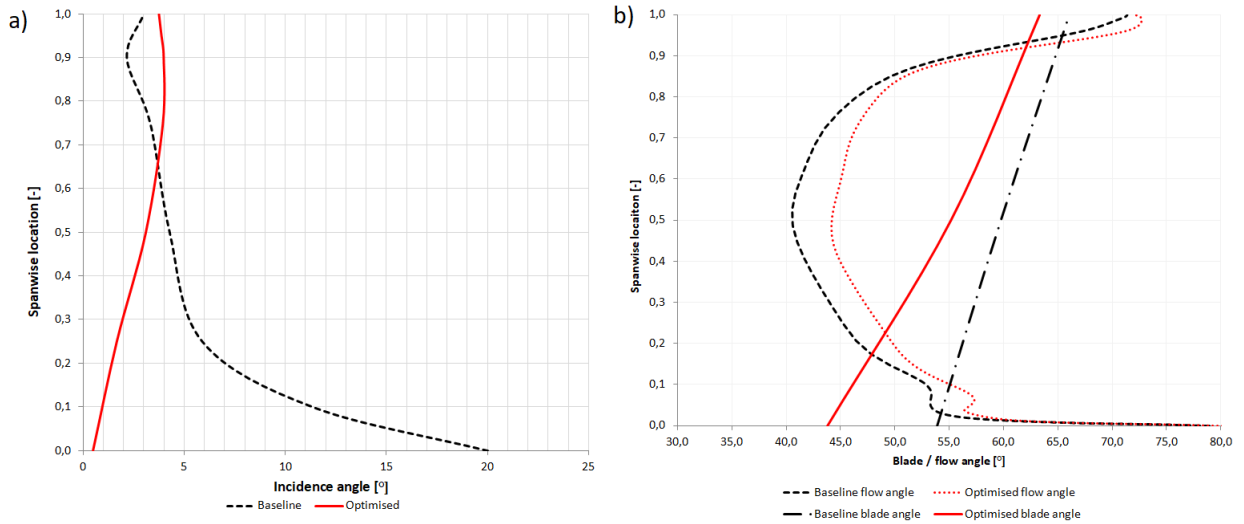 a)
1,0
0,9
0,8
0,7
0,6
0,5
0,4
0,3
0,2
0,1
0,0
Spanwise location [-]
0 5 10 15 20 25
Incidence angle [°]
Baseline Optimised
b)
1,0
0,9
0,8
0,7
0,6
0,5
0,4
0,3
0,2
0,1
0,0
Spanwise locaiton [-]
30,0 35,0 40,0 45,0 50,0 55,0 60,0 65,0 70,0 75,0 80,0
Blade / flow angle [°]
Baseline flow angle Optimised flow angle
Baseline blade angle Optimised blade angle